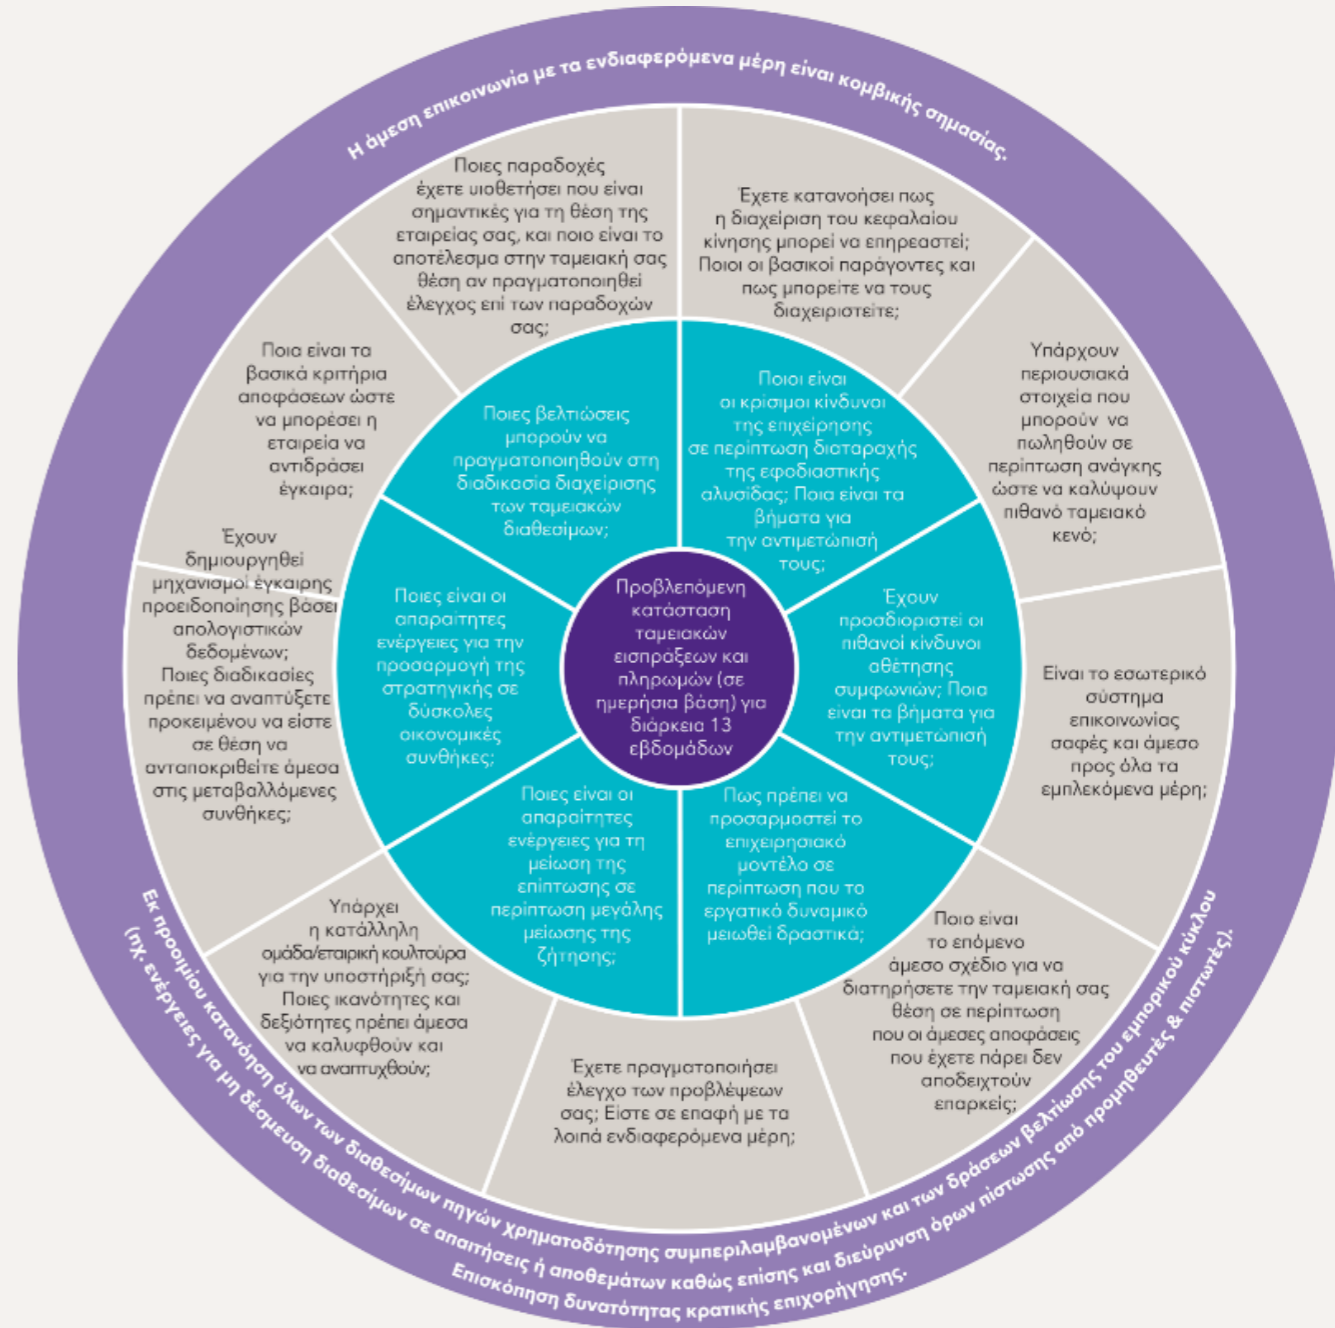 Η άμεση επικοινωνία με τα ενδιαφερόμενα μέρη είναι κομβικής σημασίας.
Ποιες παραδοχές
έχετε υιοθετήσει που είναι
σημαντικές για τη θέση της
εταιρείας σας, και ποιο είναι το
αποτέλεσμα στην ταμειακή σας
θέση αν πραγματοποιηθεί
έλεγχος επί των παραδοχών
σας;
Έχετε κατανοήσει πως
η διαχείριση του κεφαλαίου
κίνησης μπορεί να επηρεαστεί;
Ποιοι οι βασικοί παράγοντες και
πως μπορείτε να τους
διαχειριστείτε;
Υπάρχουν
περιουσιακά
στοιχεία που
μπορούν να
πωληθούν σε
περίπτωση ανάγκης
ώστε να καλύψουν
πιθανό ταμειακό
κενό;
Είναι το εσωτερικό
σύστημα
επικοινωνίας
σαφές και άμεσο
προς όλα τα
εμπλεκόμενα μέρη;
Ποιο είναι
το επόμενο
άμεσο σχέδιο για να
διατηρήσετε την ταμειακή σας
θέση σε περίπτωση
που οι άμεσες αποφάσεις
που έχετε πάρει δεν
αποδειχτούν
επαρκείς;
Έχετε πραγματοποιήσει
έλεγχο των προβλέψεων
σας; Είστε σε επαφή με τα
λοιπά ενδιαφερόμενα μέρη;
Υπάρχει
η κατάλληλη
ομάδα/εταιρική κουλτούρα
για την υποστήριξή σας;
Ποιες ικανότητες και
δεξιότητες πρέπει άμεσα
να καλυφθούν και
να αναπτυχθούν;
Έχουν
δημιουργηθεί
μηχανισμοί έγκαιρης
προειδοποίησης βάσει
απολογιστικών
δεδομένων;
Ποιες διαδικασίες
πρέπει να αναπτύξετε
προκειμένου να είστε
σε θέση να
ανταποκριθείτε άμεσα
στις μεταβαλλόμενες
συνθήκες;
Ποια είναι τα
βασικά κριτήρια
αποφάσεων ώστε
να μπορέσει η
εταιρεία να
αντιδράσει
έγκαιρα;
Ποιες βελτιώσεις
μπορούν να
πραγματοποιηθούν στη
διαδικασία διαχείρισης
των ταμειακών
διαθεσίμων;
Ποιοι είναι
οι κρίσιμοι κίνδυνοι
της επιχείρησης
σε περίπτωση διαταραχής
της εφοδιαστικής
αλυσίδας; Ποια είναι τα
βήματα για
την αντιμετώπισή
τους;
Έχουν
προσδιοριστεί οι
πιθανοί κίνδυνοι
αθέτησης
συμφωνιών; Ποια
είναι τα βήματα για
την αντιμετώπισή
τους;
Πως πρέπει να
προσαρμοστεί το
επιχειρησιακό
μοντέλο σε
περίπτωση που το
εργατικό δυναμικό
μειωθεί δραστικά;
Ποιες είναι οι
απαραίτητες
ενέργειες για τη
μείωση της
επίπτωσης σε
περίπτωση μεγάλης
μείωσης της
ζήτησης;
Ποιες είναι οι
απαραίτητες
ενέργειες για την
προσαρμογή της
στρατηγικής σε
δύσκολες
οικονομικές
συνθήκες;
Προβλεπόμενη
κατάσταση
ταμειακών
εισπράξεων και
πληρωμών (σε
ημερήσια βάση) για
διάρκεια 13
εβδομάδων
Εκ προοιμίου κατανόηση όλων των διαθεσίμων πηγών χρηματοδότησης συμπεριλαμβανομένων και των δράσεων βελτίωσης του εμπορικού κύκλου
(πχ. ενέργειες για μη δέσμευση διαθεσίμων σε απαιτήσεις ή αποθεμάτων καθώς επίσης και διεύρυνση όρων πίστωσης από προμηθευτές & πιστωτές).
Επισκόπηση δυνατότητας κρατικής επιχορήγησης.